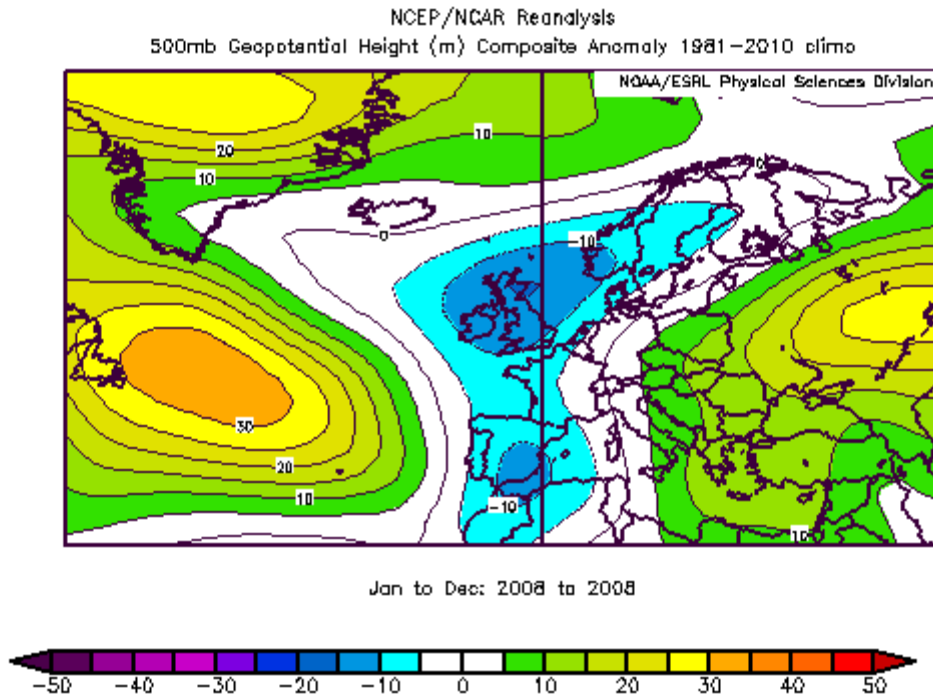 NCEP/NCAR Reanalysis
500mb Geopotential Height (m) Composite Anomaly 1981-2010 climo
NOAA/ESRL Physical Sciences Division
10
20
10
0
0
-10
30
20
10
-10
10
Jan to Dec: 2008 to 2008
-50 -40 -30 -20 -10 0 10 20 30 40 50